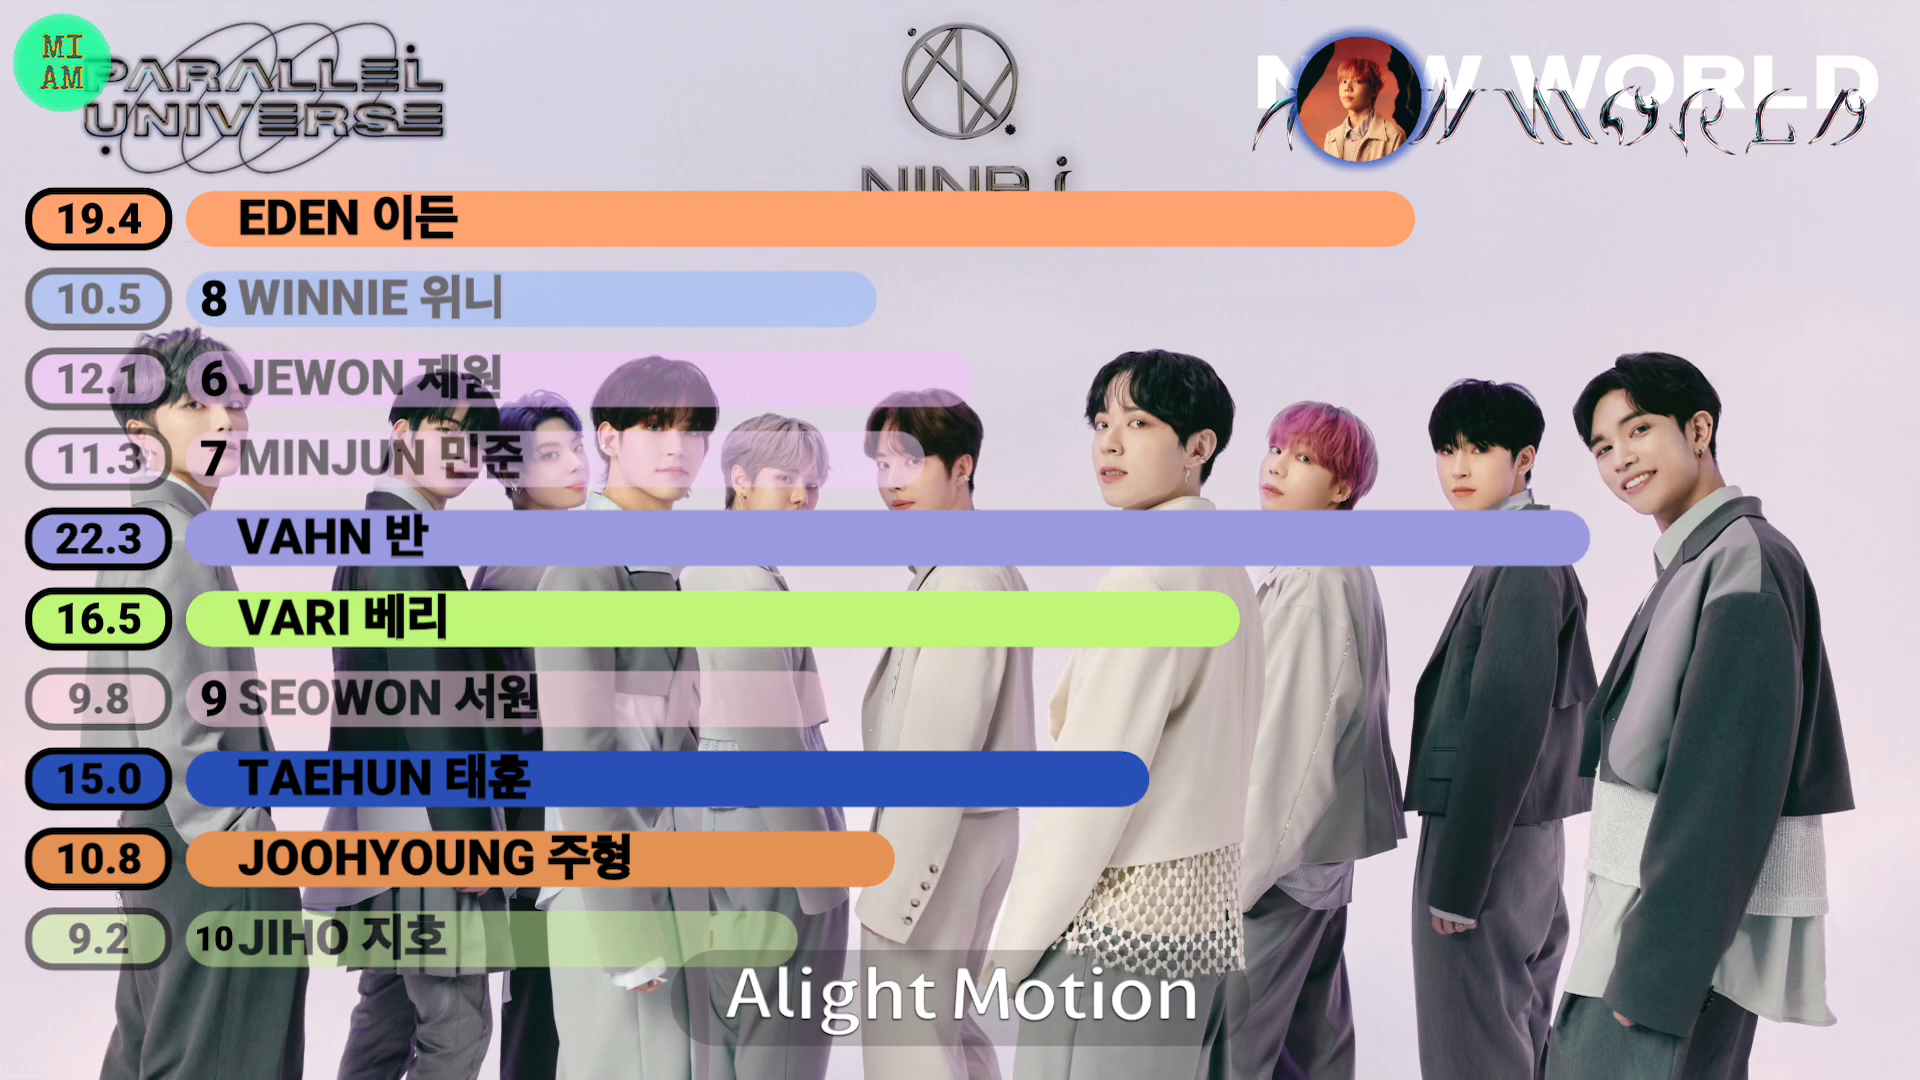 MI
AM
PARALLEL
UNIVERSE
NINE.i
NEW WORLD
NEW WORLD
19.4 EDEN 이든
10.5 8 WINNIE 위니
12.1 6 JEWON 제원
11.3 7 MINJUN 민준
22.3 VAHN 반
16.5 VARI 베리
9.8 9 SEOWON 서원
15.0 TAEHUN 태훈
10.8 JOOHYOUNG 주형
9.2 10 JIHO 지호
Alight Motion